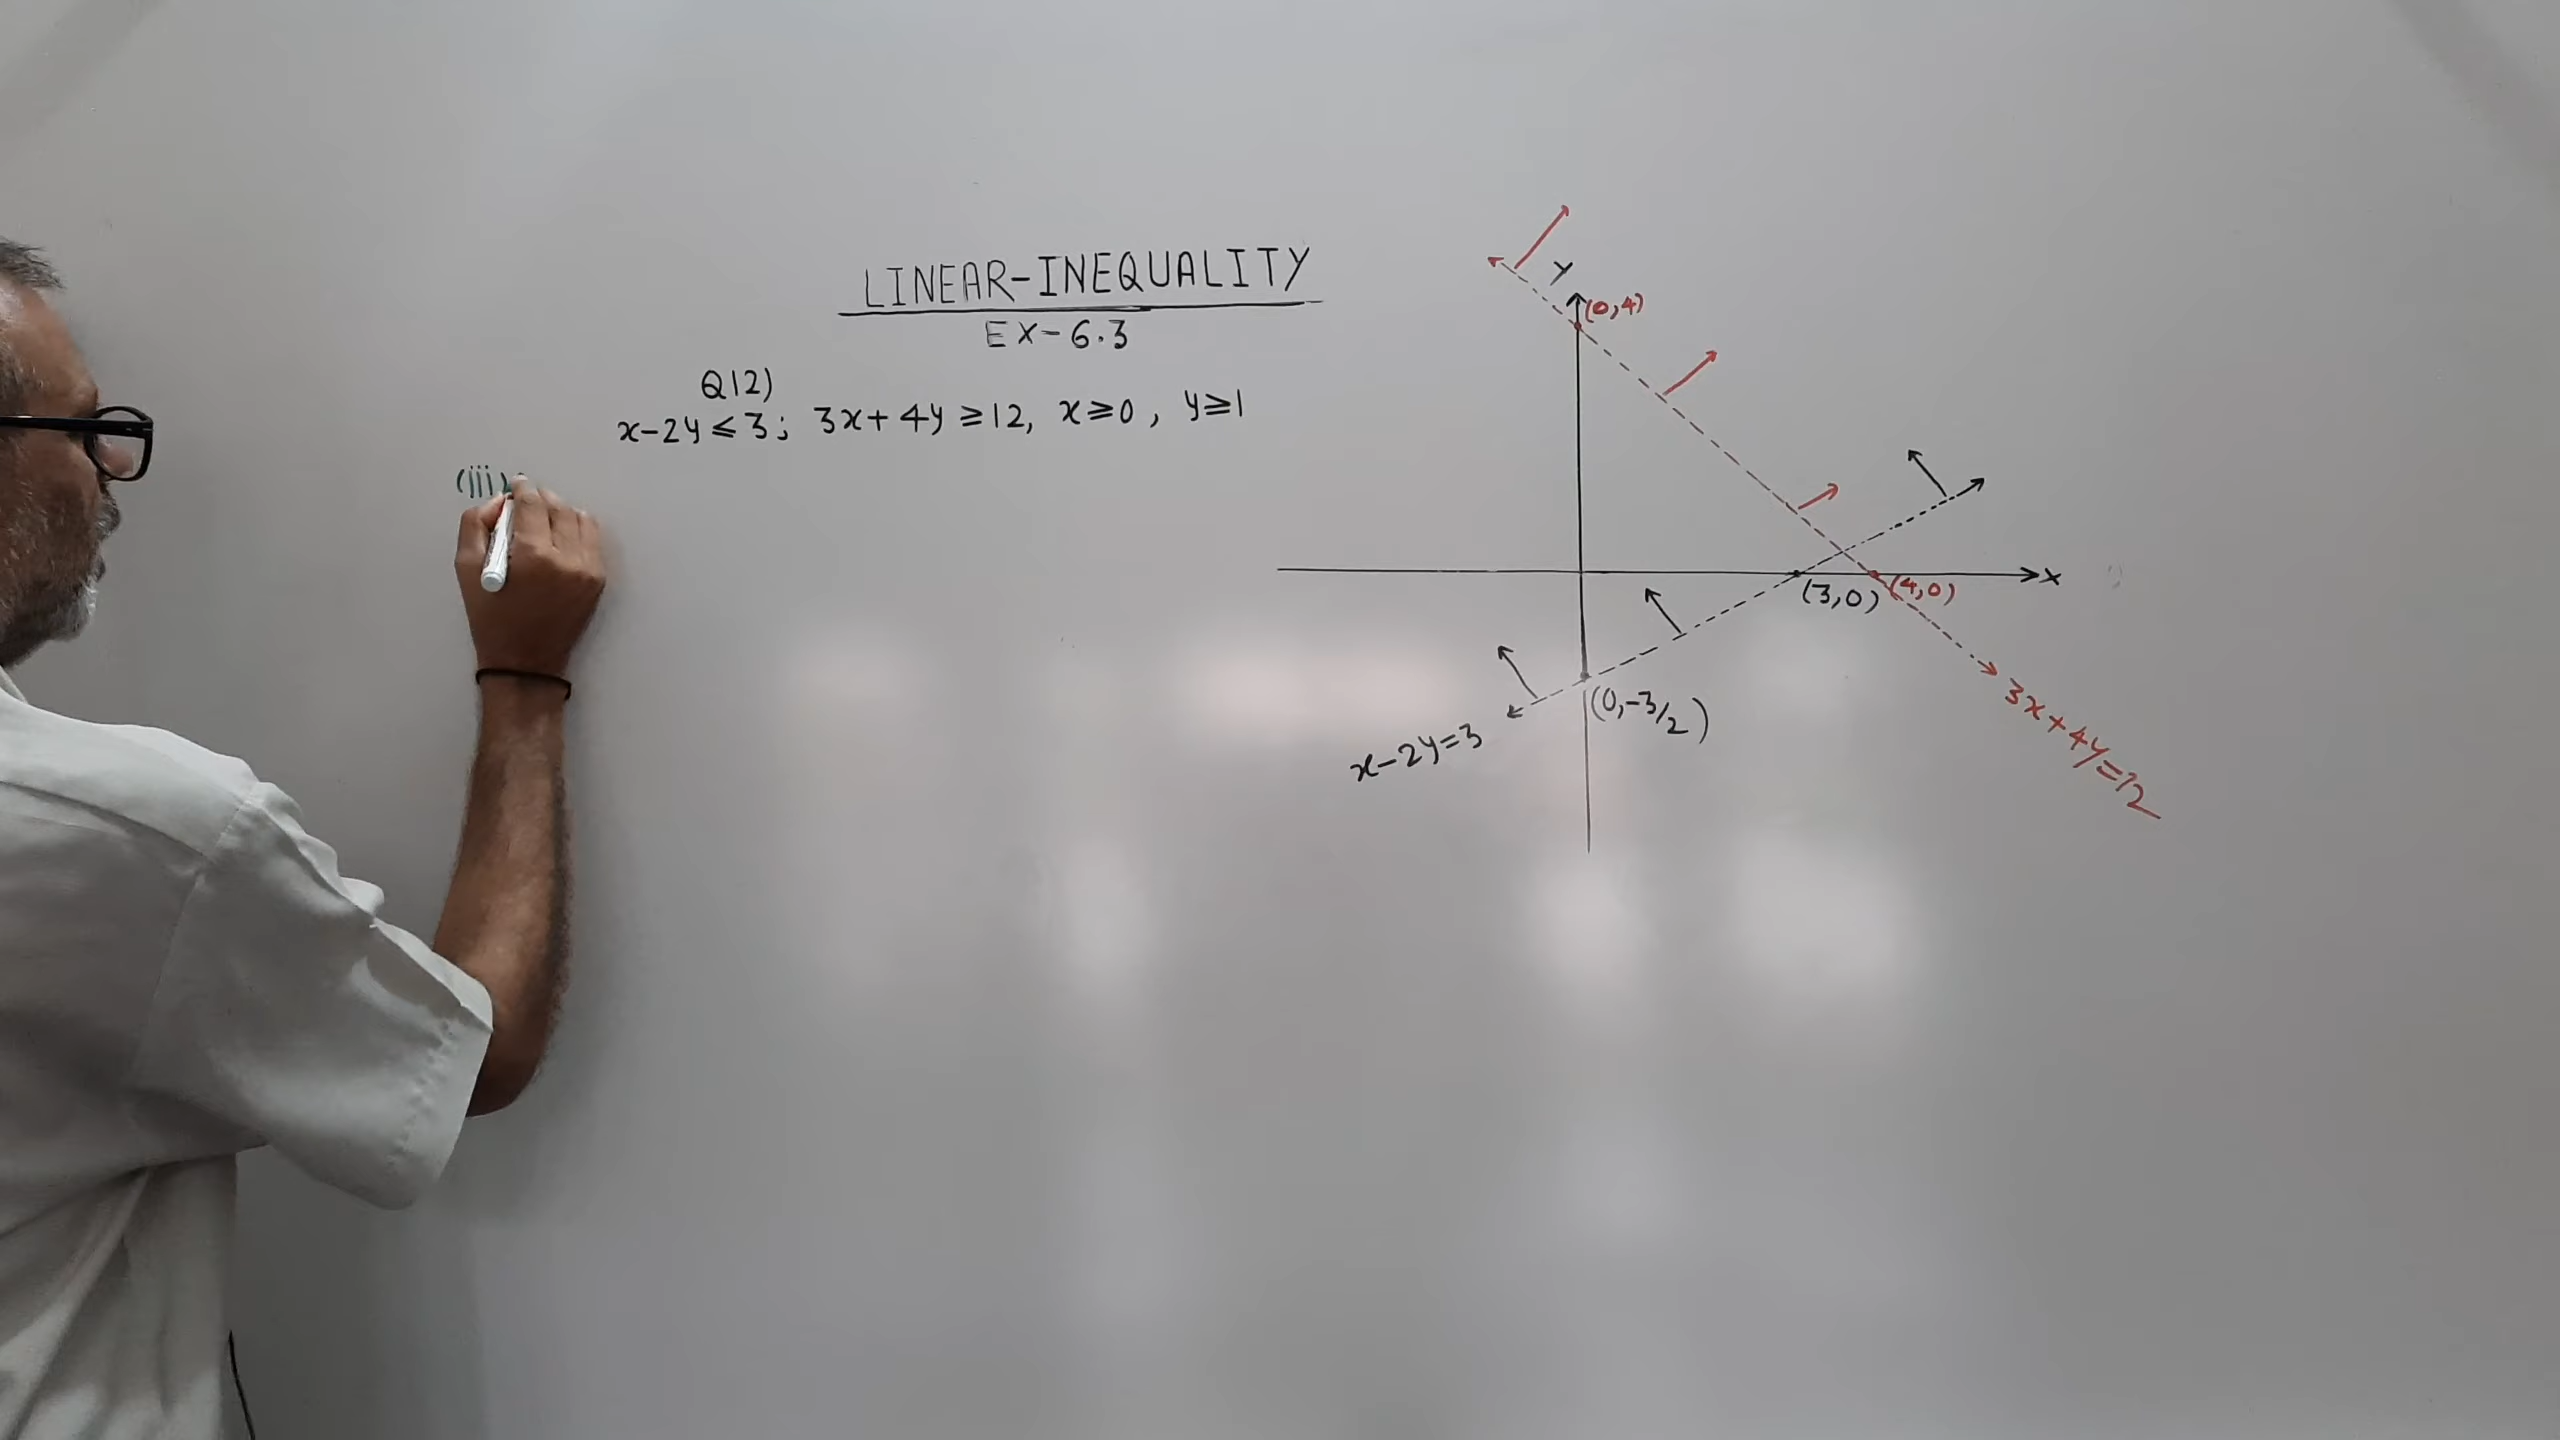 LINEAR-INEQUALITY
EX-6.3
Q12)
x-2y≤3; 3x+4y≥12, x≥0, y≥1
(iii)
Y
(0,4)
X
(3,0)
(4,0)
(0,-3/2)
x-2y=3
3x+4y=12